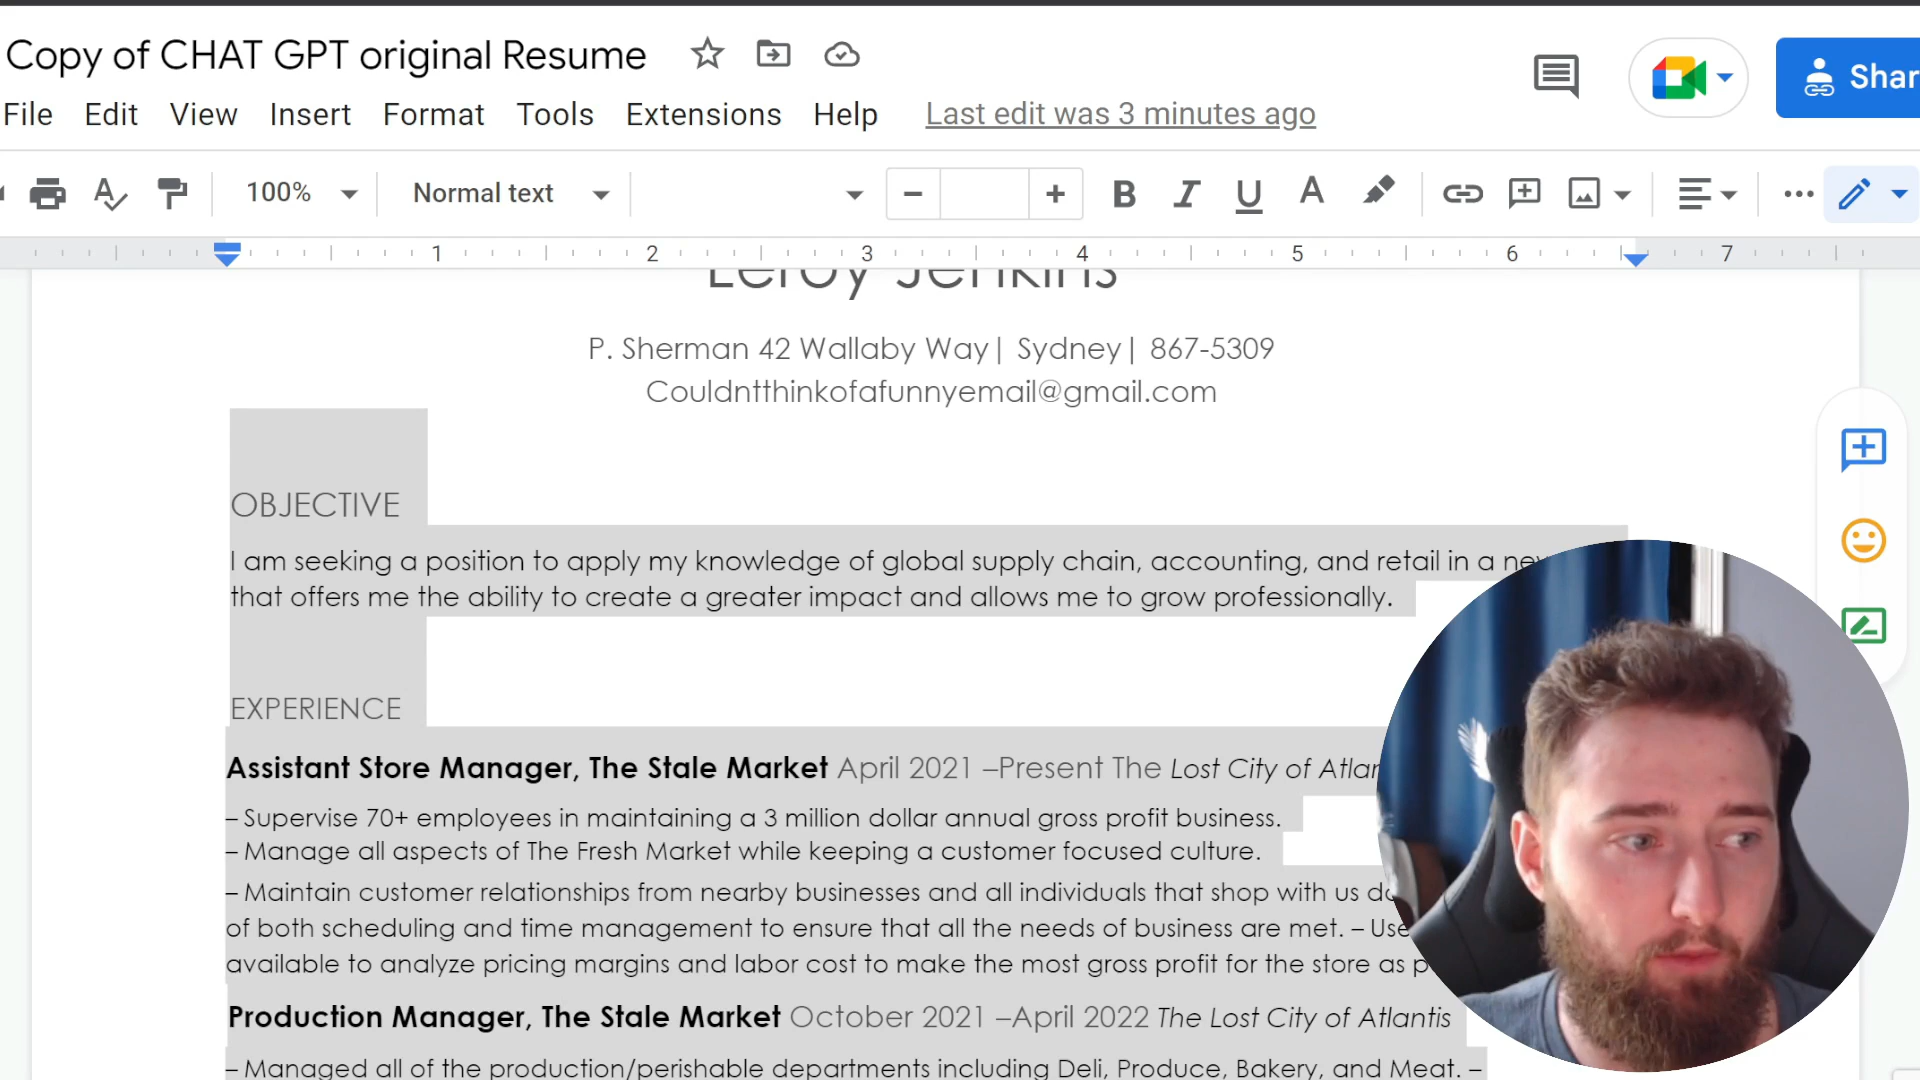 Copy of CHAT GPT original Resume
File Edit View Insert Format Tools Extensions Help Last edit was 3 minutes ago
Shar
100% Normal text
1 2 3 4 5 6 7
Leroy Jenkins
P. Sherman 42 Wallaby Way| Sydney| 867-5309
Couldntthinkofafunnyemail@gmail.com
OBJECTIVE
I am seeking a position to apply my knowledge of global supply chain, accounting, and retail in a
that offers me the ability to create a greater impact and allows me to grow professionally.
EXPERIENCE
Assistant Store Manager, The Stale Market April 2021 –Present The Lost City of
– Supervise 70+ employees in maintaining a 3 million dollar annual gross profit business.
– Manage all aspects of The Fresh Market while keeping a customer focused culture.
– Maintain customer relationships from nearby businesses and all individuals that shop with us
of both scheduling and time management to ensure that all the needs of business are met. –
available to analyze pricing margins and labor cost to make the most gross profit for the store as
Production Manager, The Stale Market October 2021 –April 2022 The Lost City of Atlantis
– Managed all of the production/perishable departments including Deli, Produce, Bakery, and Meat. –